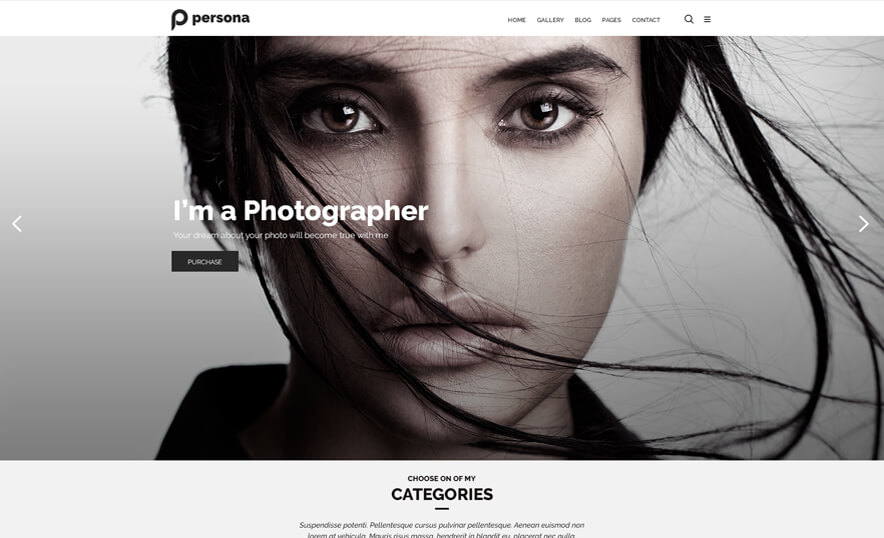 persona
HOME GALLERY BLOG PAGES CONTACT
I'm a Photographer
Your dream about your photo will become true with me
PURCHASE
CHOOSE ON OF MY
CATEGORIES
Suspendisse potenti. Pellentesque cursus pulvinar pellentesque. Aenean euismod non
lorem at vehicula. Mauris risus massa, hendrerit in blandit eu, placerat nec nulla.